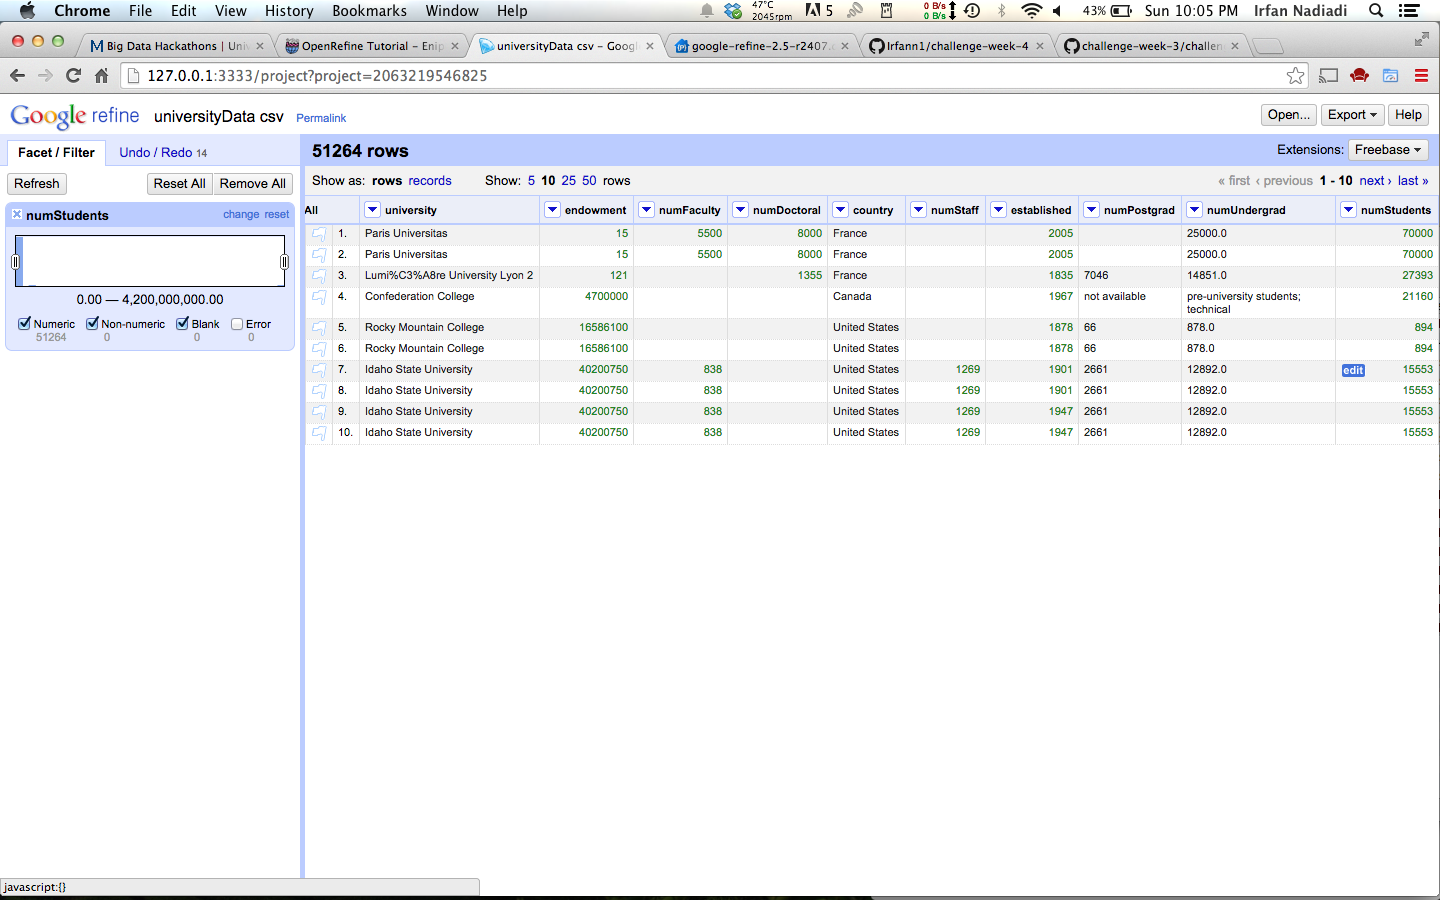 Chrome File Edit View History Bookmarks Window Help 47°C 2045rpm 5 0 B/s 0 B/s 43% Sun 10:05 PM Irfan Nadiadi
Big Data Hackathons | Uni OpenRefine Tutorial – Enip universityData csv – Goog google-refine-2.5-r2407. Irfann1/challenge-week-4 challenge-week-3/challen
127.0.0.1:3333/project?project=2063219546825
Google refine universityData csv Permalink Open... Export Help
Facet / Filter Undo / Redo 14 51264 rows Extensions: Freebase
Refresh Reset All Remove All Show as: rows records Show: 5 10 25 50 rows « first ‹ previous 1 - 10 next › last »
numStudents change reset
0.00 — 4,200,000,000.00
Numeric Non-numeric Blank Error
51264 0 0 0
All university endowment numFaculty numDoctoral country numStaff established numPostgrad numUndergrad numStudents
1. Paris Universitas 15 5500 8000 France 2005 25000.0 70000
2. Paris Universitas 15 5500 8000 France 2005 25000.0 70000
3. Lumi%C3%A8re University Lyon 2 121 1355 France 1835 7046 14851.0 27393
4. Confederation College 4700000 Canada 1967 not available pre-university students; 21160
technical
5. Rocky Mountain College 16586100 United States 1878 66 878.0 894
6. Rocky Mountain College 16586100 United States 1878 66 878.0 894
7. Idaho State University 40200750 838 United States 1269 1901 2661 12892.0 edit 15553
8. Idaho State University 40200750 838 United States 1269 1901 2661 12892.0 15553
9. Idaho State University 40200750 838 United States 1269 1947 2661 12892.0 15553
10. Idaho State University 40200750 838 United States 1269 1947 2661 12892.0 15553
javascript:{}